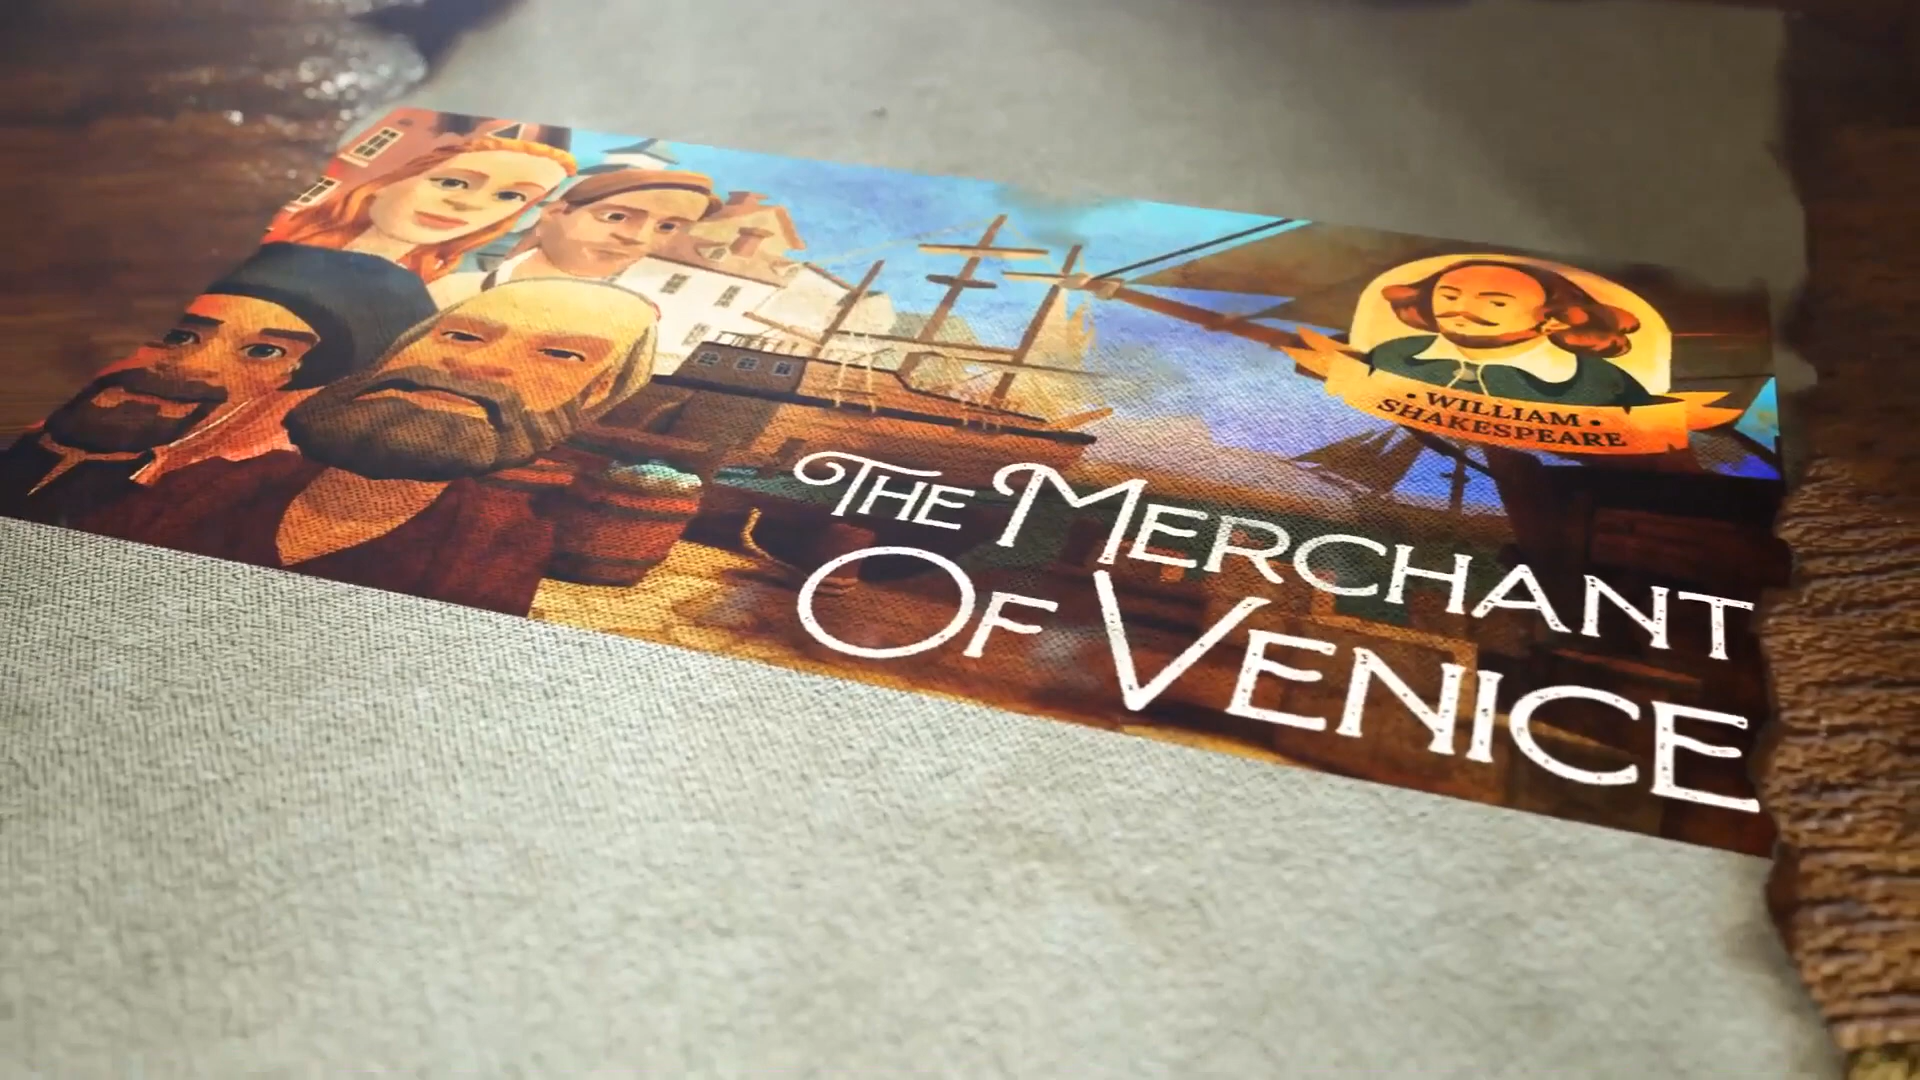 • WILLIAM •
SHAKESPEARE
THE MERCHANT
OF VENICE